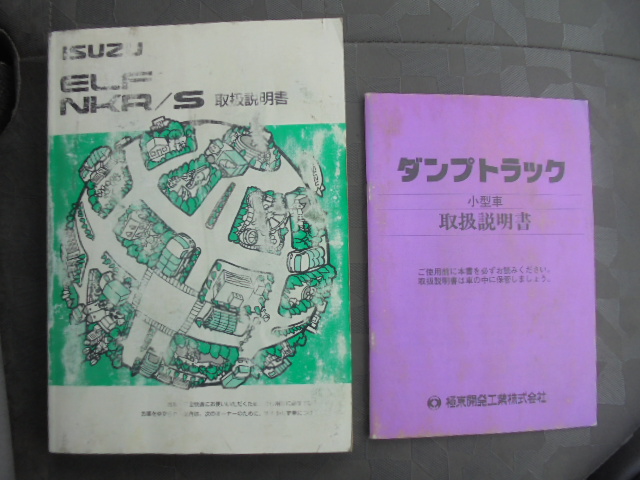 ISUZU
ELF
NKR/S 取扱説明書
ダンプトラック
小型車
取扱説明書
ご使用前に本書を必ずお読みください。
取扱説明書は車の中に保管しましょう。
極東開発工業株式会社